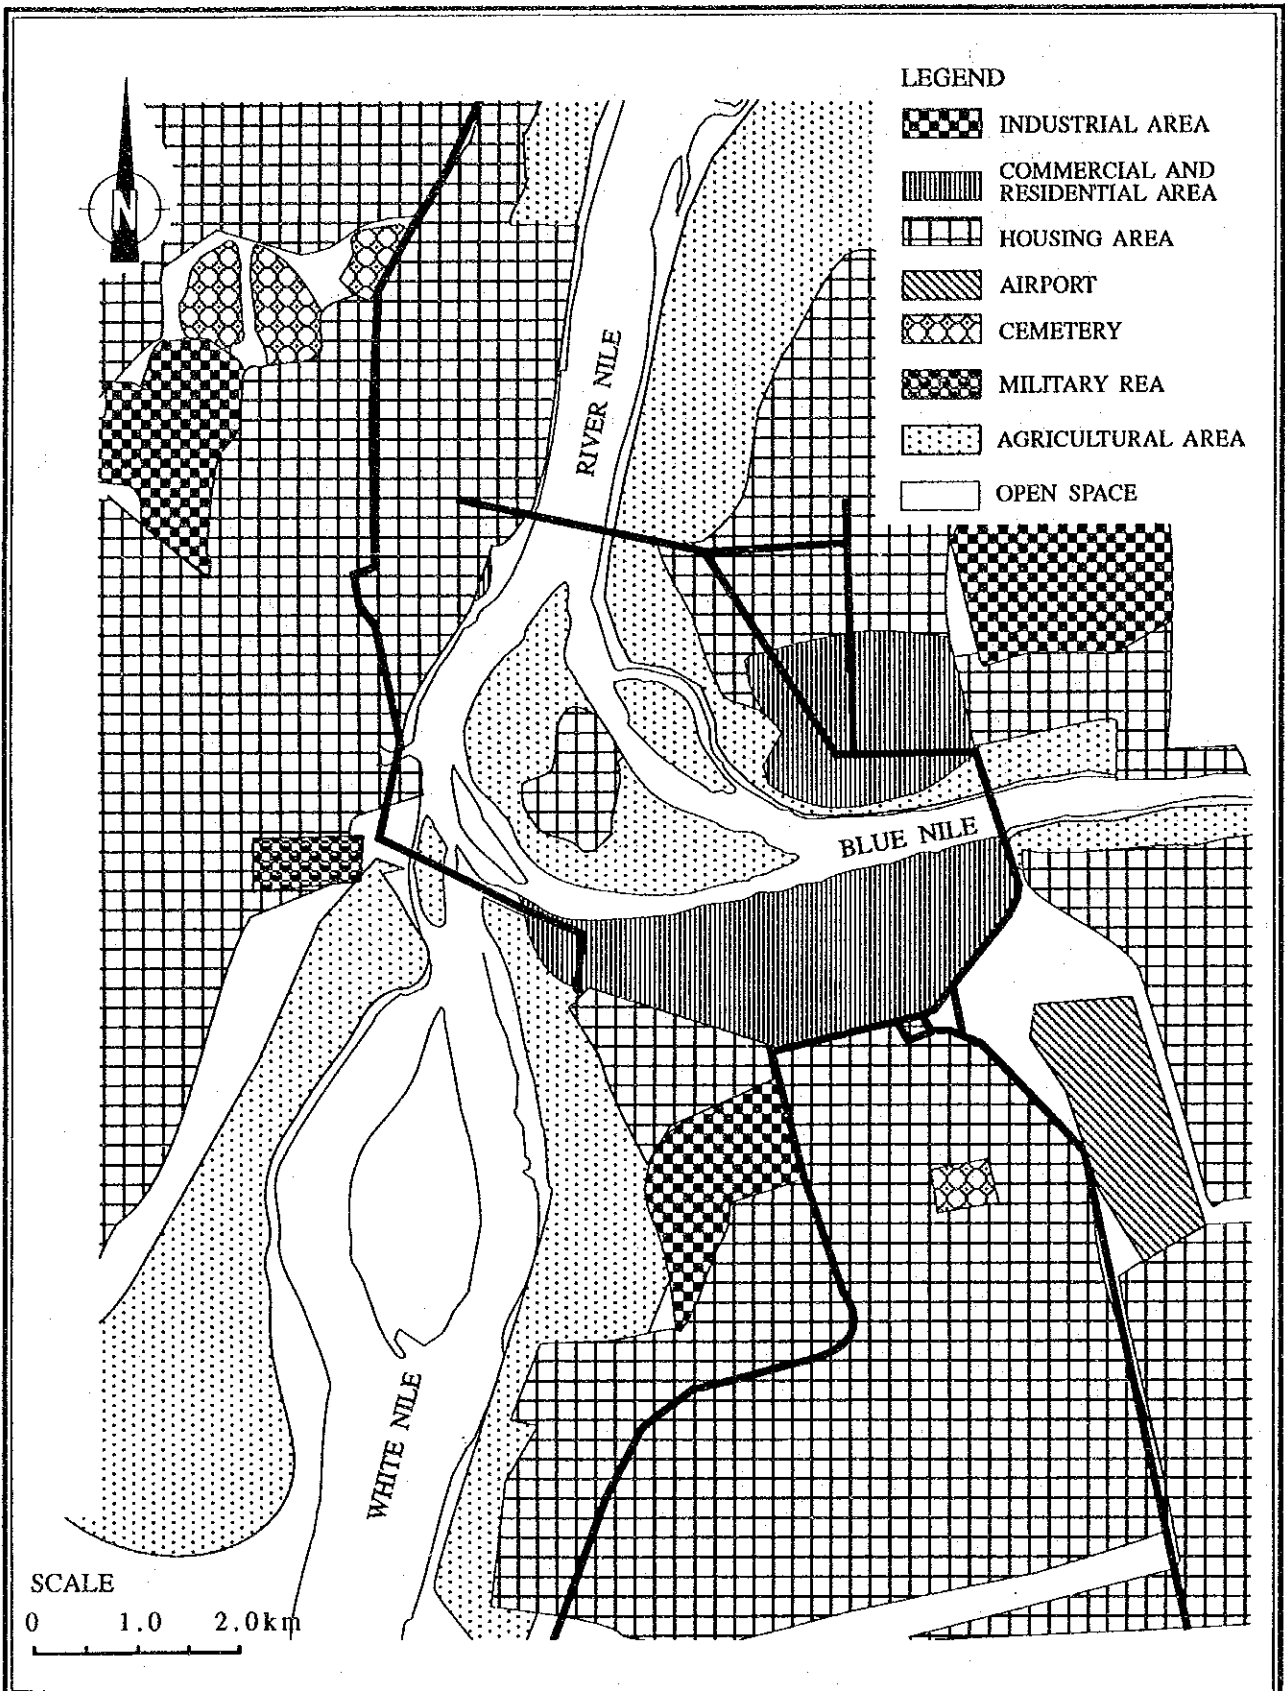 LEGEND
INDUSTRIAL AREA
COMMERCIAL AND
RESIDENTIAL AREA
HOUSING AREA
AIRPORT
CEMETERY
MILITARY REA
AGRICULTURAL AREA
OPEN SPACE
N
RIVER NILE
BLUE NILE
WHITE NILE
SCALE
0 1.0 2.0km